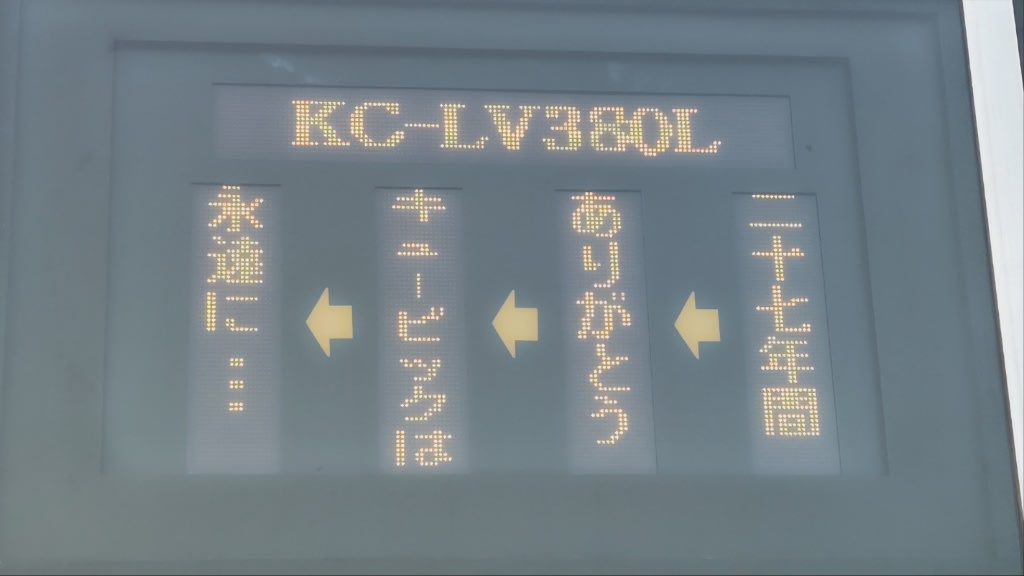 KC-LV380L
二十七年間
ありがとう
キュービックは
永遠に…